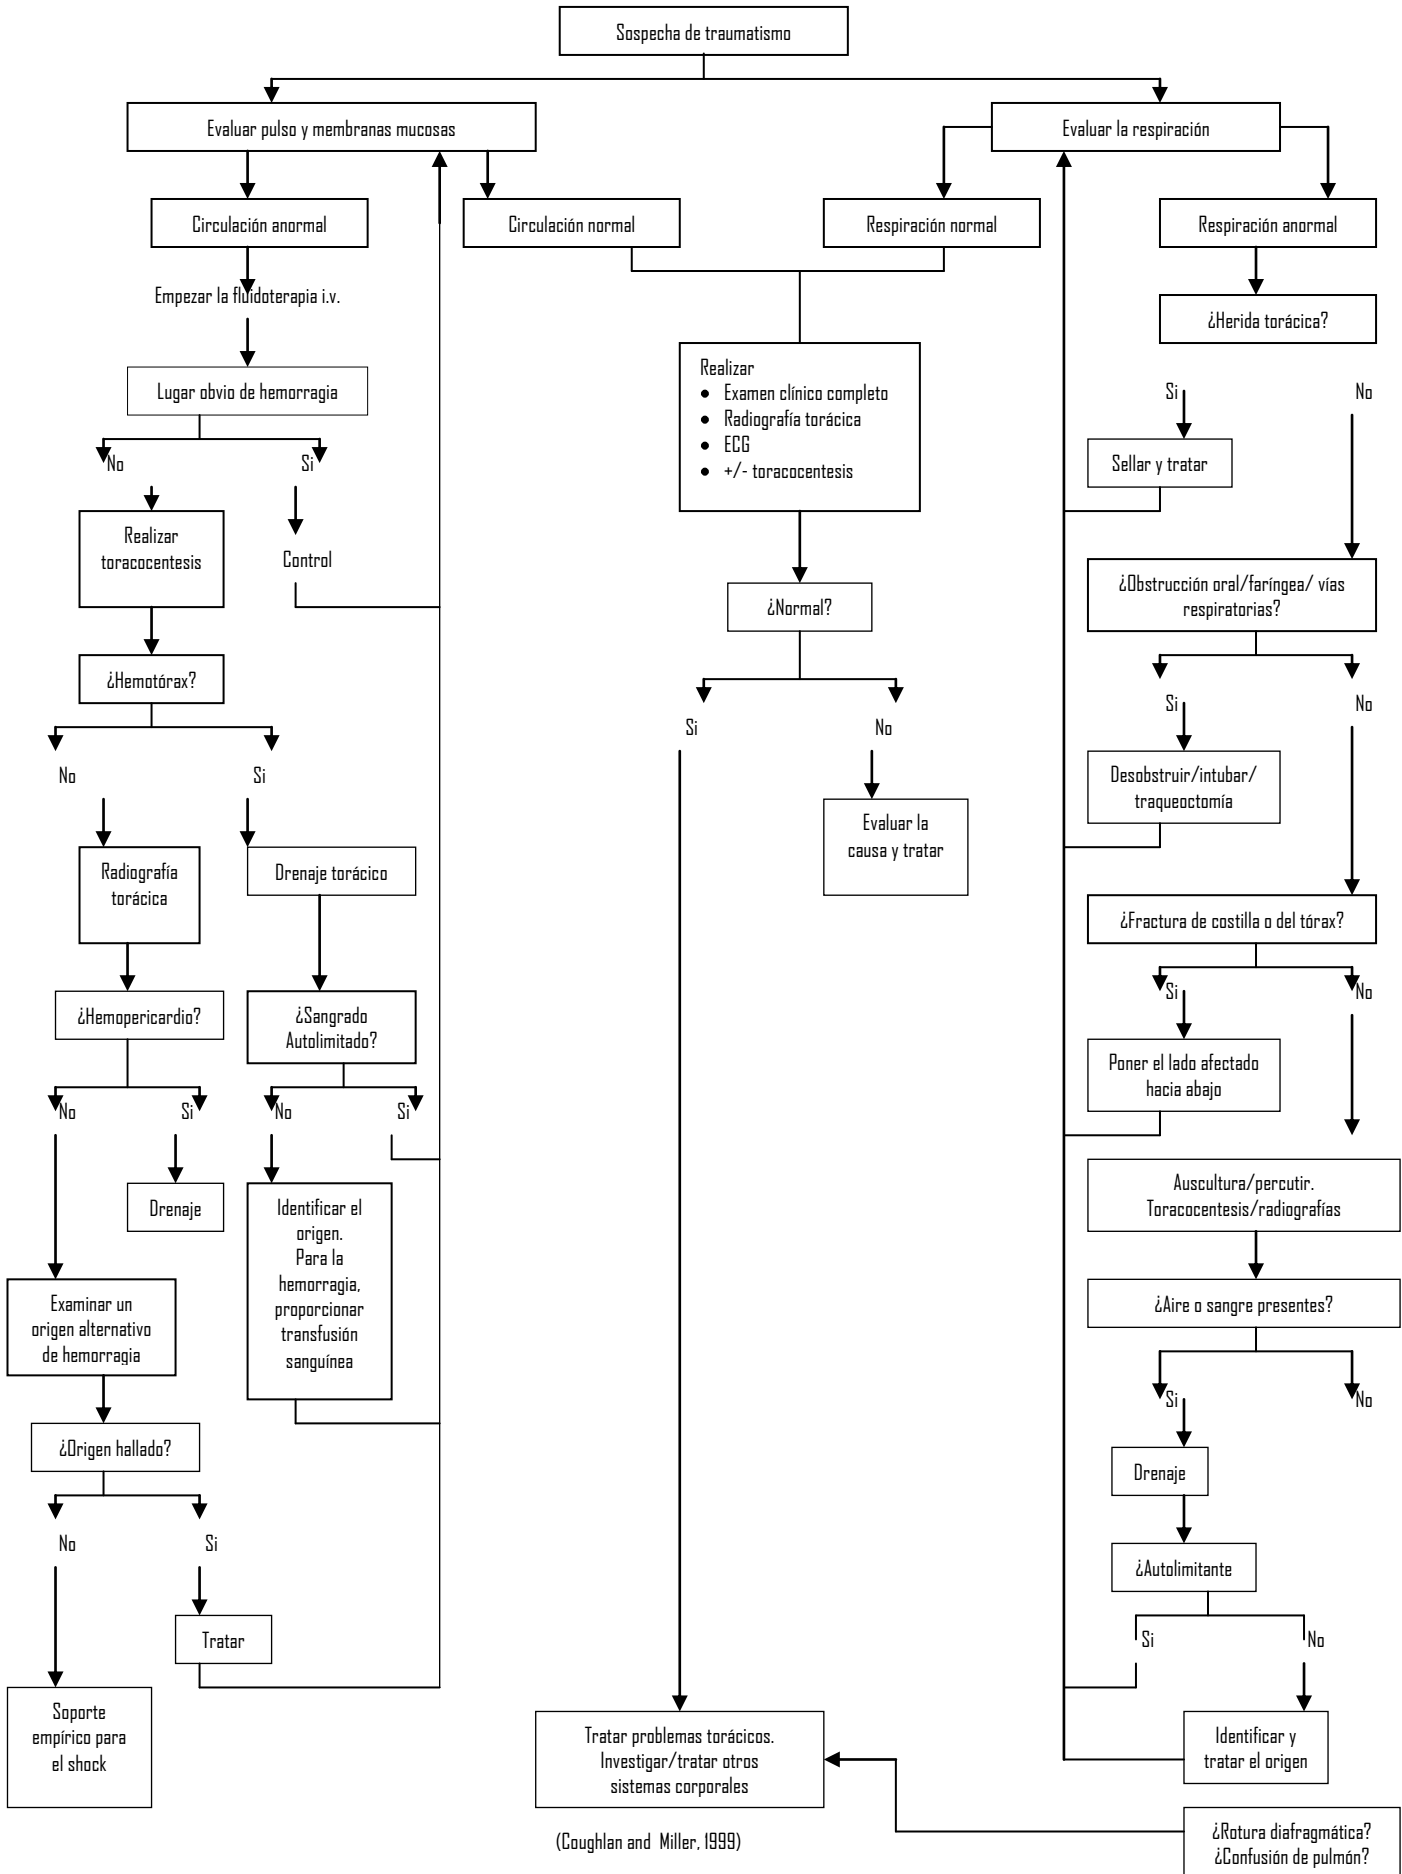 Sospecha de traumatismo
Evaluar pulso y membranas mucosas
Evaluar la respiración
Circulación anormal
Circulación normal
Respiración normal
Respiración anormal
Empezar la fluidoterapia i.v.
¿Herida torácica?
Lugar obvio de hemorragia
Realizar
• Examen clínico completo
• Radiografía torácica
• ECG
• +/- toracocentesis
Si
No
No
Si
Sellar y tratar
Realizar
toracocentesis
Control
¿Normal?
¿Obstrucción oral/faríngea/ vías
respiratorias?
¿Hemotórax?
Si
No
Si
No
No
Si
Desobstruir/intubar/
traqueoctomía
Evaluar la
causa y tratar
Radiografía
torácica
Drenaje torácico
¿Fractura de costilla o del tórax?
Si
No
¿Hemopericardio?
¿Sangrado
Autolimitado?
Poner el lado afectado
hacia abajo
No
Si
No
Si
Drenaje
Identificar el
origen.
Para la
hemorragia,
proporcionar
transfusión
sanguínea
Auscultura/percutir.
Toracocentesis/radiografías
Examinar un
origen alternativo
de hemorragia
¿Aire o sangre presentes?
Si
No
¿Origen hallado?
Drenaje
No
Si
¿Autolimitante
Tratar
Si
No
Soporte
empírico para
el shock
Tratar problemas torácicos.
Investigar/tratar otros
sistemas corporales
Identificar y
tratar el origen
(Coughlan and Miller, 1999)
¿Rotura diafragmática?
¿Confusión de pulmón?